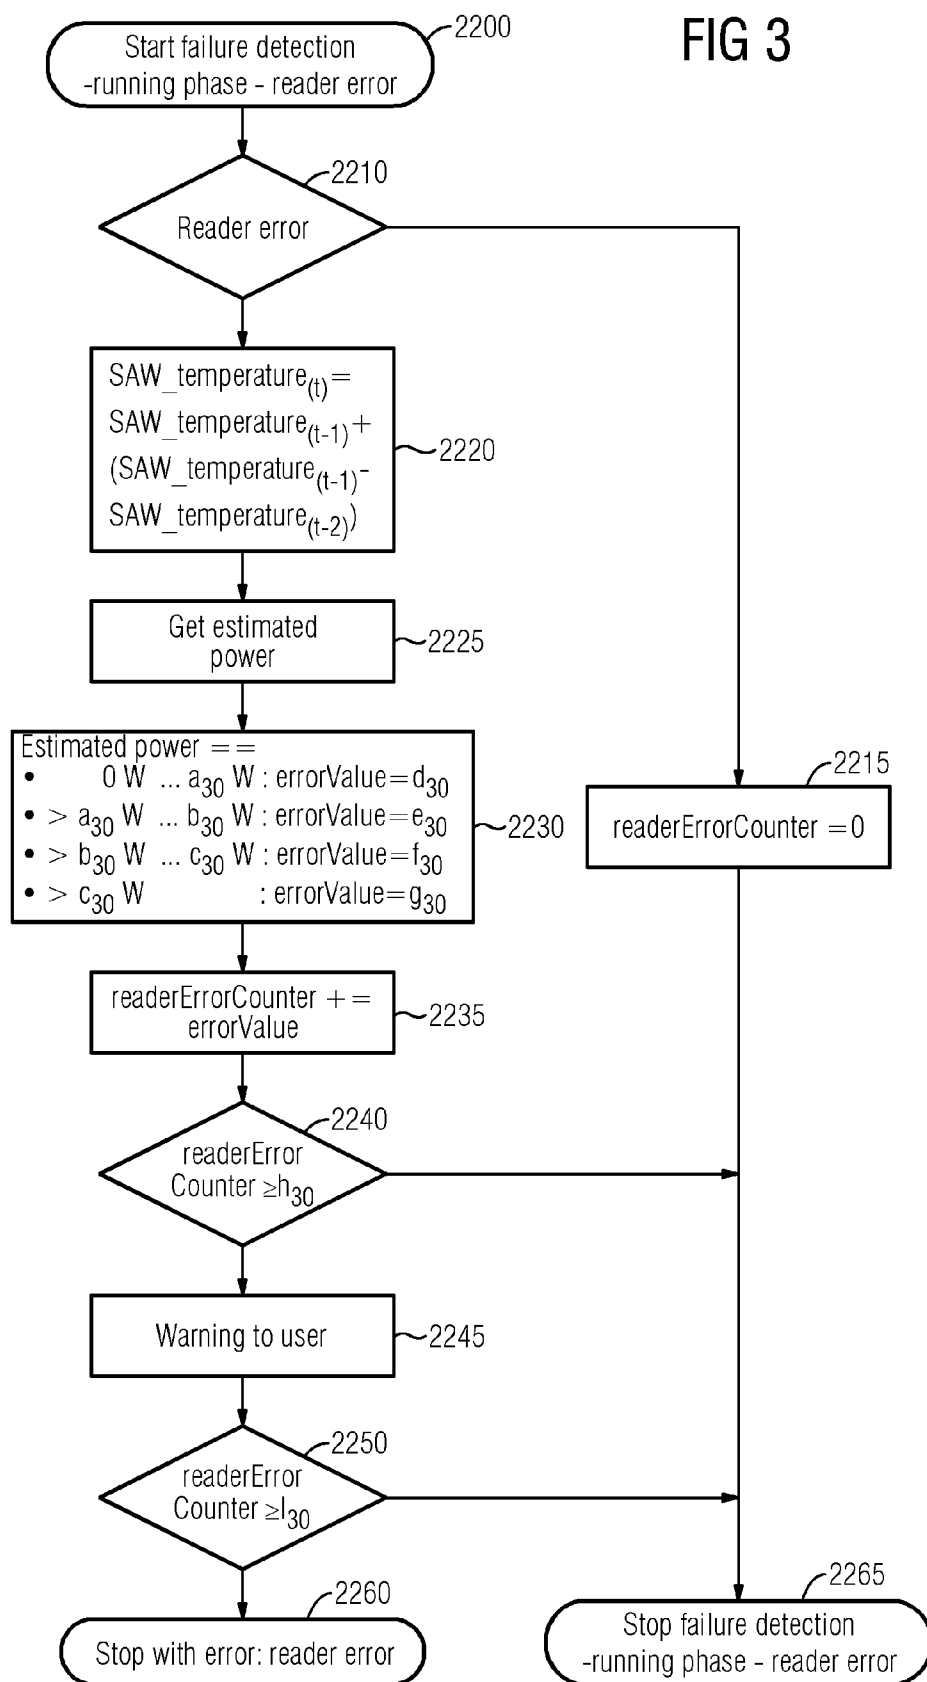 FIG 3
2200
Start failure detection
-running phase - reader error
2210
Reader error
SAW_temperature(t)=
SAW_temperature(t-1)+
(SAW_temperature(t-1)-
SAW_temperature(t-2))
2220
Get estimated
power
2225
Estimated power ==
• 0 W ... a30 W : errorValue=d30
• > a30 W ... b30 W : errorValue=e30
• > b30 W ... c30 W : errorValue=f30
• > c30 W : errorValue=g30
2230
2215
readerErrorCounter =0
readerErrorCounter +=
errorValue
2235
2240
readerError
Counter ≥h30
Warning to user
2245
2250
readerError
Counter ≥l30
2260
Stop with error: reader error
2265
Stop failure detection
-running phase - reader error